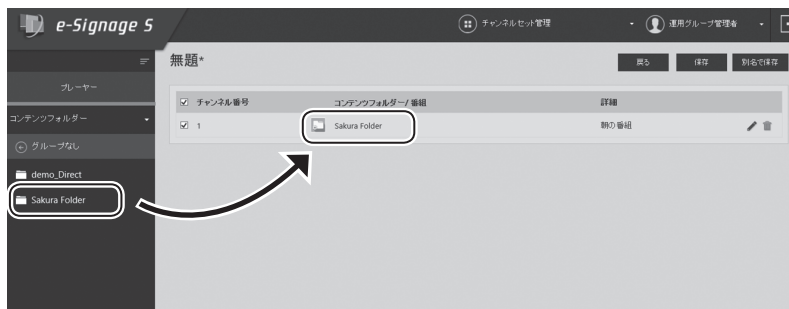 e-Signage S
チャンネルセット管理
運用グループ管理者
無題*
戻る
保存
別名で保存
プレーヤー
チャンネル番号
コンテンツフォルダー/番組
詳細
コンテンツフォルダー
1
Sakura Folder
朝の番組
グループなし
demo_Direct
Sakura Folder